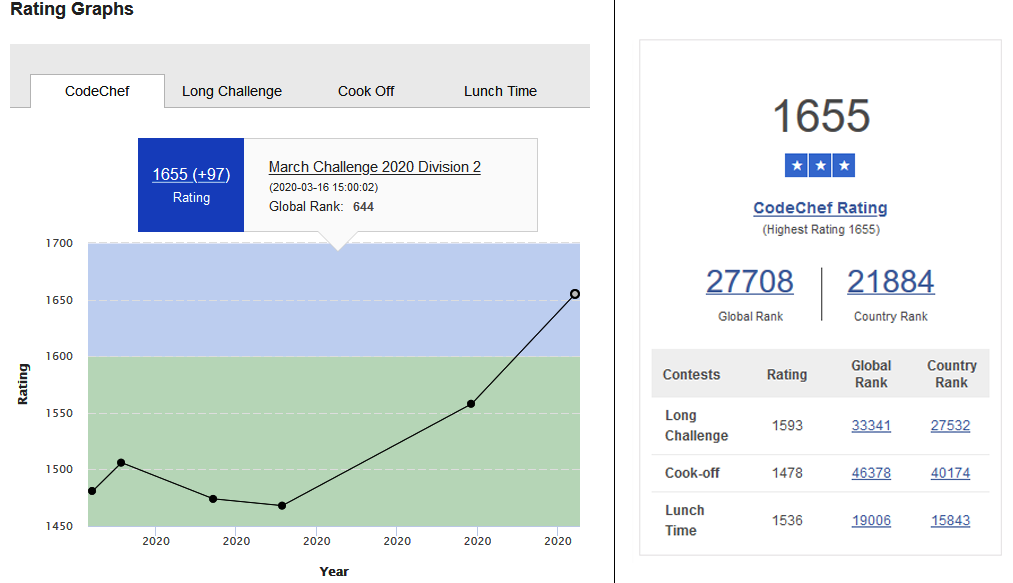 Rating Graphs
CodeChef Long Challenge Cook Off Lunch Time
1655 (+97)
Rating
March Challenge 2020 Division 2
(2020-03-16 15:00:02)
Global Rank: 644
1700
1650
1600
1550
1500
1450
Rating
2020 2020 2020 2020 2020 2020
Year
1655
CodeChef Rating
(Highest Rating 1655)
27708 21884
Global Rank Country Rank
Contests Rating Global Rank Country Rank
Long Challenge 1593 33341 27532
Cook-off 1478 46378 40174
Lunch Time 1536 19006 15843